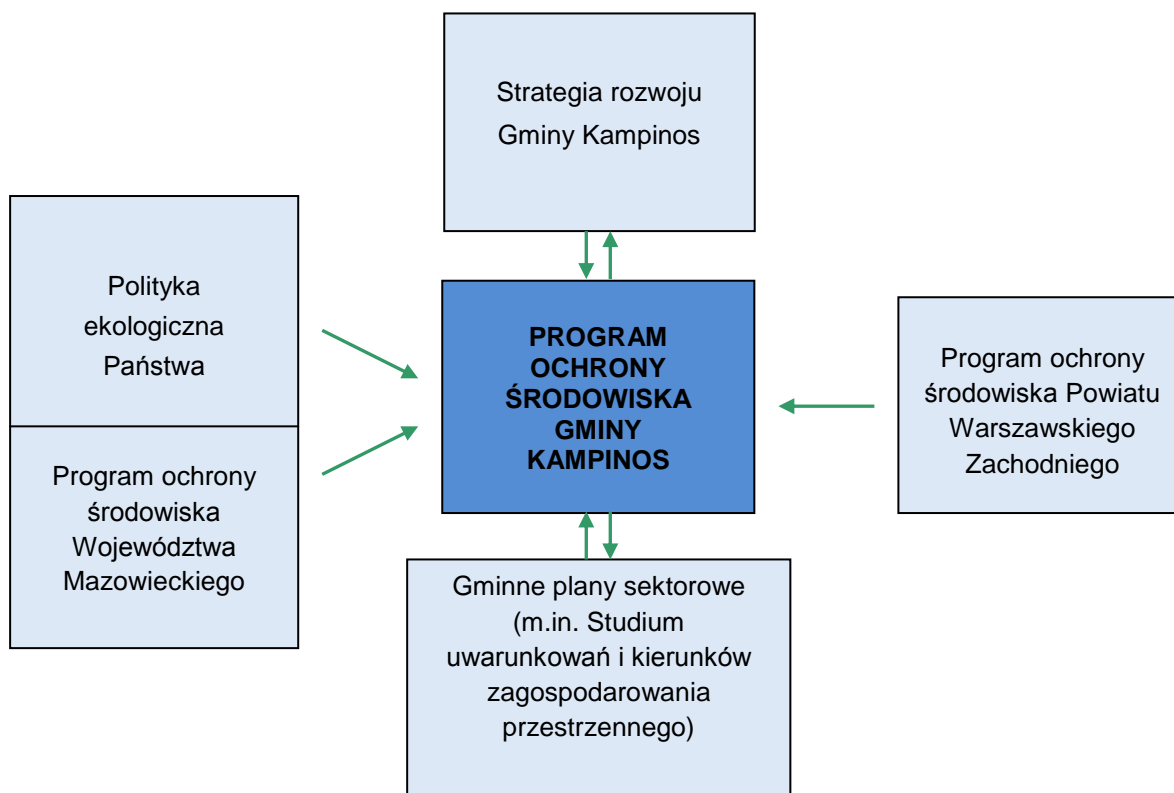 Strategia rozwoju
Gminy Kampinos
Polityka
ekologiczna
Państwa
Program ochrony
środowiska
Województwa
Mazowieckiego
PROGRAM
OCHRONY
ŚRODOWISKA
GMINY
KAMPINOS
Program ochrony
środowiska Powiatu
Warszawskiego
Zachodniego
Gminne plany sektorowe
(m.in. Studium
uwarunkowań i kierunków
zagospodarowania
przestrzennego)